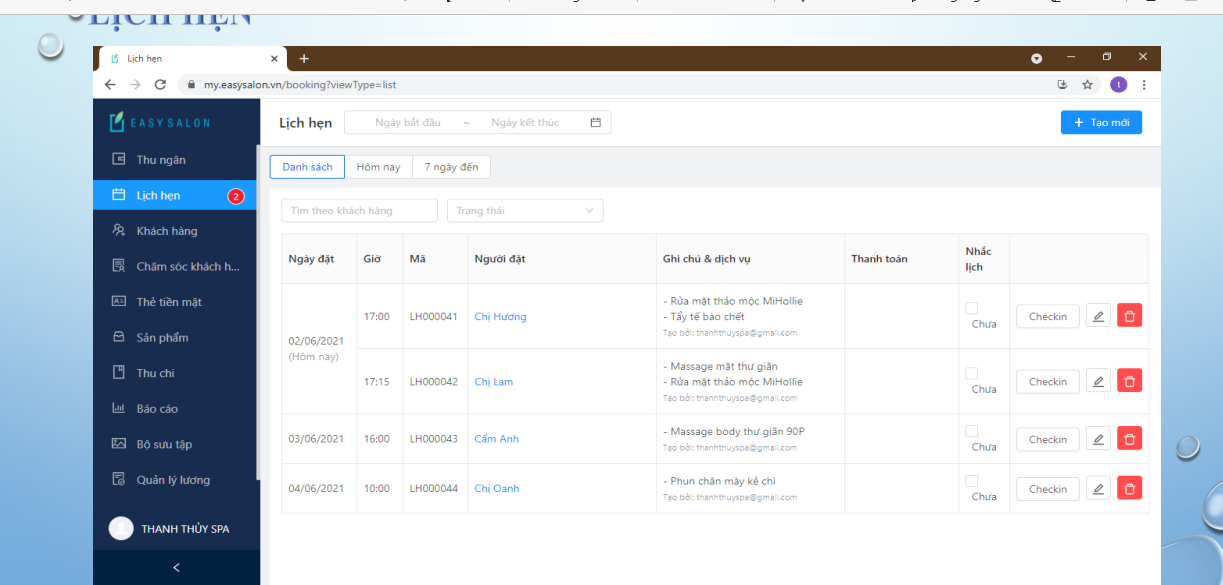 LỊCH HẸN
Lịch hẹn
my.easysalon.vn/booking?viewType=list
t
EASY SALON
Lịch hẹn
Ngày bắt đầu ~ Ngày kết thúc
+ Tạo mới
Thu ngân
Lịch hẹn 2
Khách hàng
Chăm sóc khách h...
Thẻ tiền mặt
Sản phẩm
Thu chi
Báo cáo
Bộ sưu tập
Quản lý lương
THANH THỦY SPA
Danh sách Hôm nay 7 ngày đến
Tìm theo khách hàng Trạng thái
Ngày đặt Giờ Mã Người đặt Ghi chú & dịch vụ Thanh toán Nhắc lịch
02/06/2021
(Hôm nay)
17:00 LH000041 Chị Hương
- Rửa mặt thảo mộc MiHollie
- Tẩy tế bào chết
Tạo bởi: thanhthuyspa@gmail.com
Chưa Checkin
17:15 LH000042 Chị Lam
- Massage mặt thư giãn
- Rửa mặt thảo mộc MiHollie
Tạo bởi: thanhthuyspa@gmail.com
Chưa Checkin
03/06/2021 16:00 LH000043 Cẩm Anh
- Massage body thư giãn 90P
Tạo bởi: thanhthuyspa@gmail.com
Chưa Checkin
04/06/2021 10:00 LH000044 Chị Oanh
- Phun chân mày kẻ chì
Tạo bởi: thanhthuyspa@gmail.com
Chưa Checkin